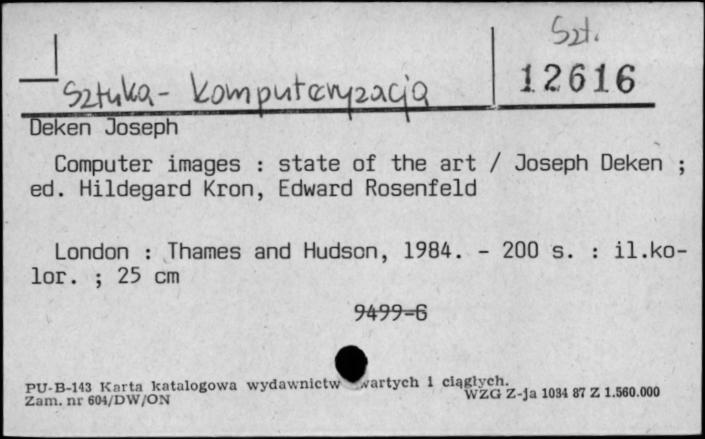 Szt.
12616
Sztuka - komputeryzacja
Deken Joseph
Computer images : state of the art / Joseph Deken ;
ed. Hildegard Kron, Edward Rosenfeld
London : Thames and Hudson, 1984. - 200 s. : il.ko-
lor. ; 25 cm
9499-6
PU-B-143 Karta katalogowa wydawnictw wartych i ciągłych.
Zam. nr 604/DW/ON WZG Z-ja 1034 87 Z 1.560.000